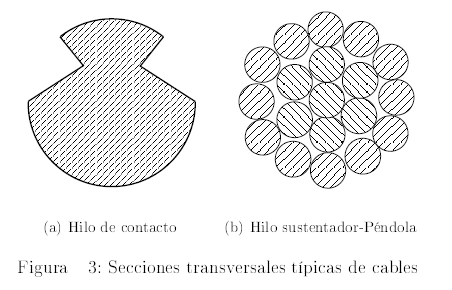 (a) Hilo de contacto (b) Hilo sustentador-Péndola
Figura 3: Secciones transversales típicas de cables